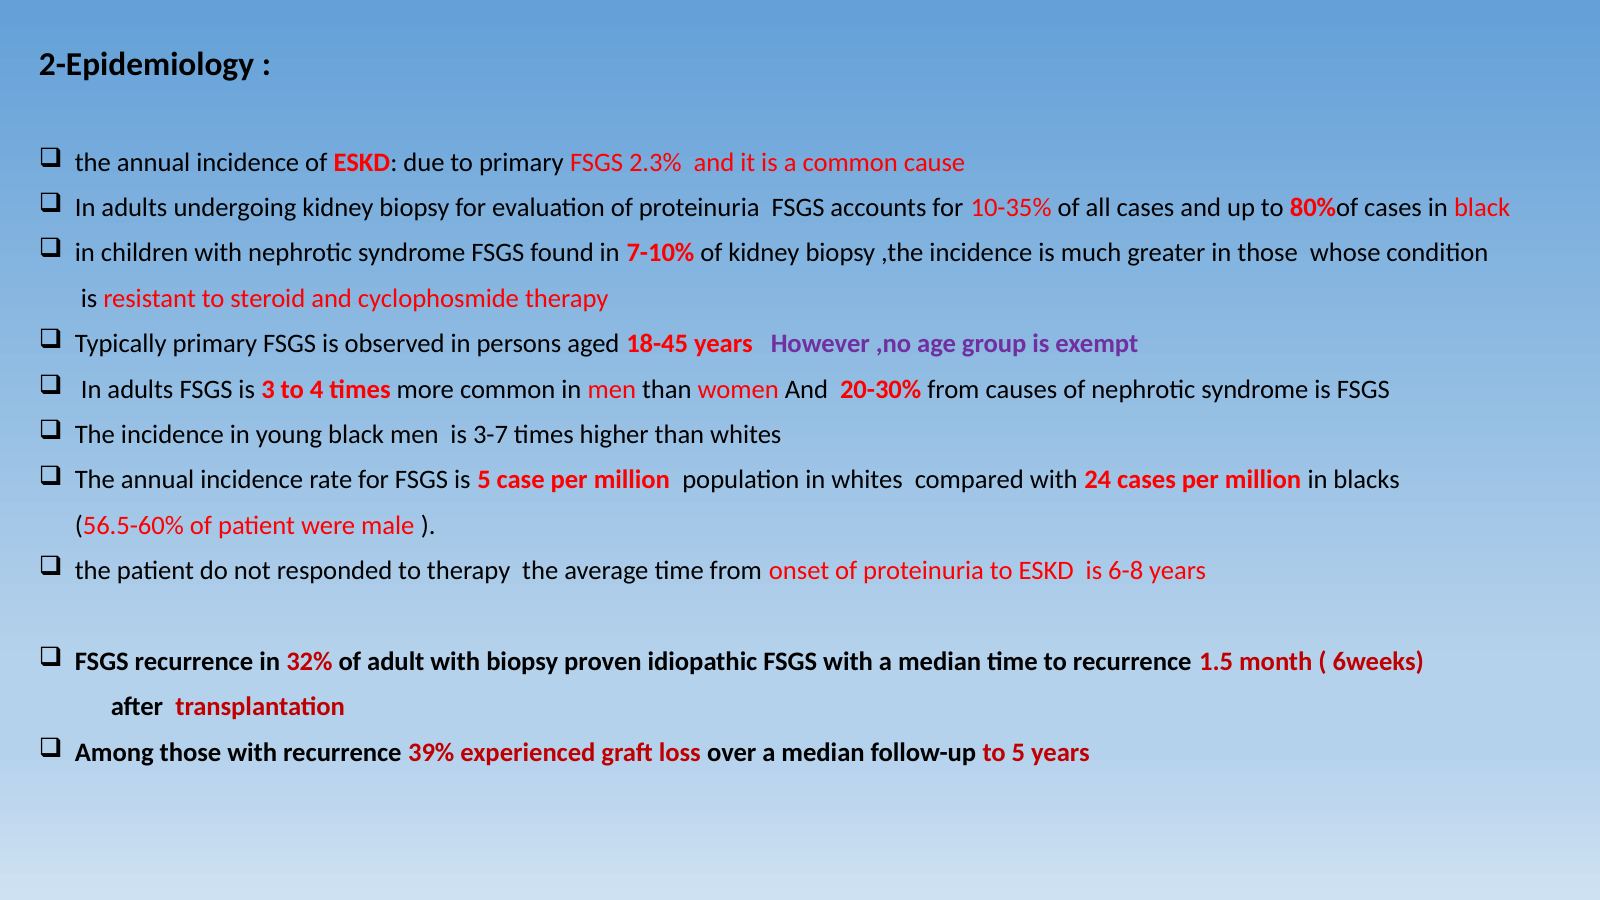 2-Epidemiology :
❑ the annual incidence of ESKD: due to primary FSGS 2.3%  and it is a common cause
❑ In adults undergoing kidney biopsy for evaluation of proteinuria  FSGS accounts for 10-35% of all cases and up to 80%of cases in black
❑ in children with nephrotic syndrome FSGS found in 7-10% of kidney biopsy ,the incidence is much greater in those  whose condition
is resistant to steroid and cyclophosmide therapy
❑ Typically primary FSGS is observed in persons aged 18-45 years   However ,no age group is exempt
❑ In adults FSGS is 3 to 4 times more common in men than women And  20-30% from causes of nephrotic syndrome is FSGS
❑ The incidence in young black men  is 3-7 times higher than whites
❑ The annual incidence rate for FSGS is 5 case per million  population in whites  compared with 24 cases per million in blacks
(56.5-60% of patient were male ).
❑ the patient do not responded to therapy  the average time from onset of proteinuria to ESKD  is 6-8 years
❑ FSGS recurrence in 32% of adult with biopsy proven idiopathic FSGS with a median time to recurrence 1.5 month ( 6weeks)
after  transplantation
❑ Among those with recurrence 39% experienced graft loss over a median follow-up to 5 years